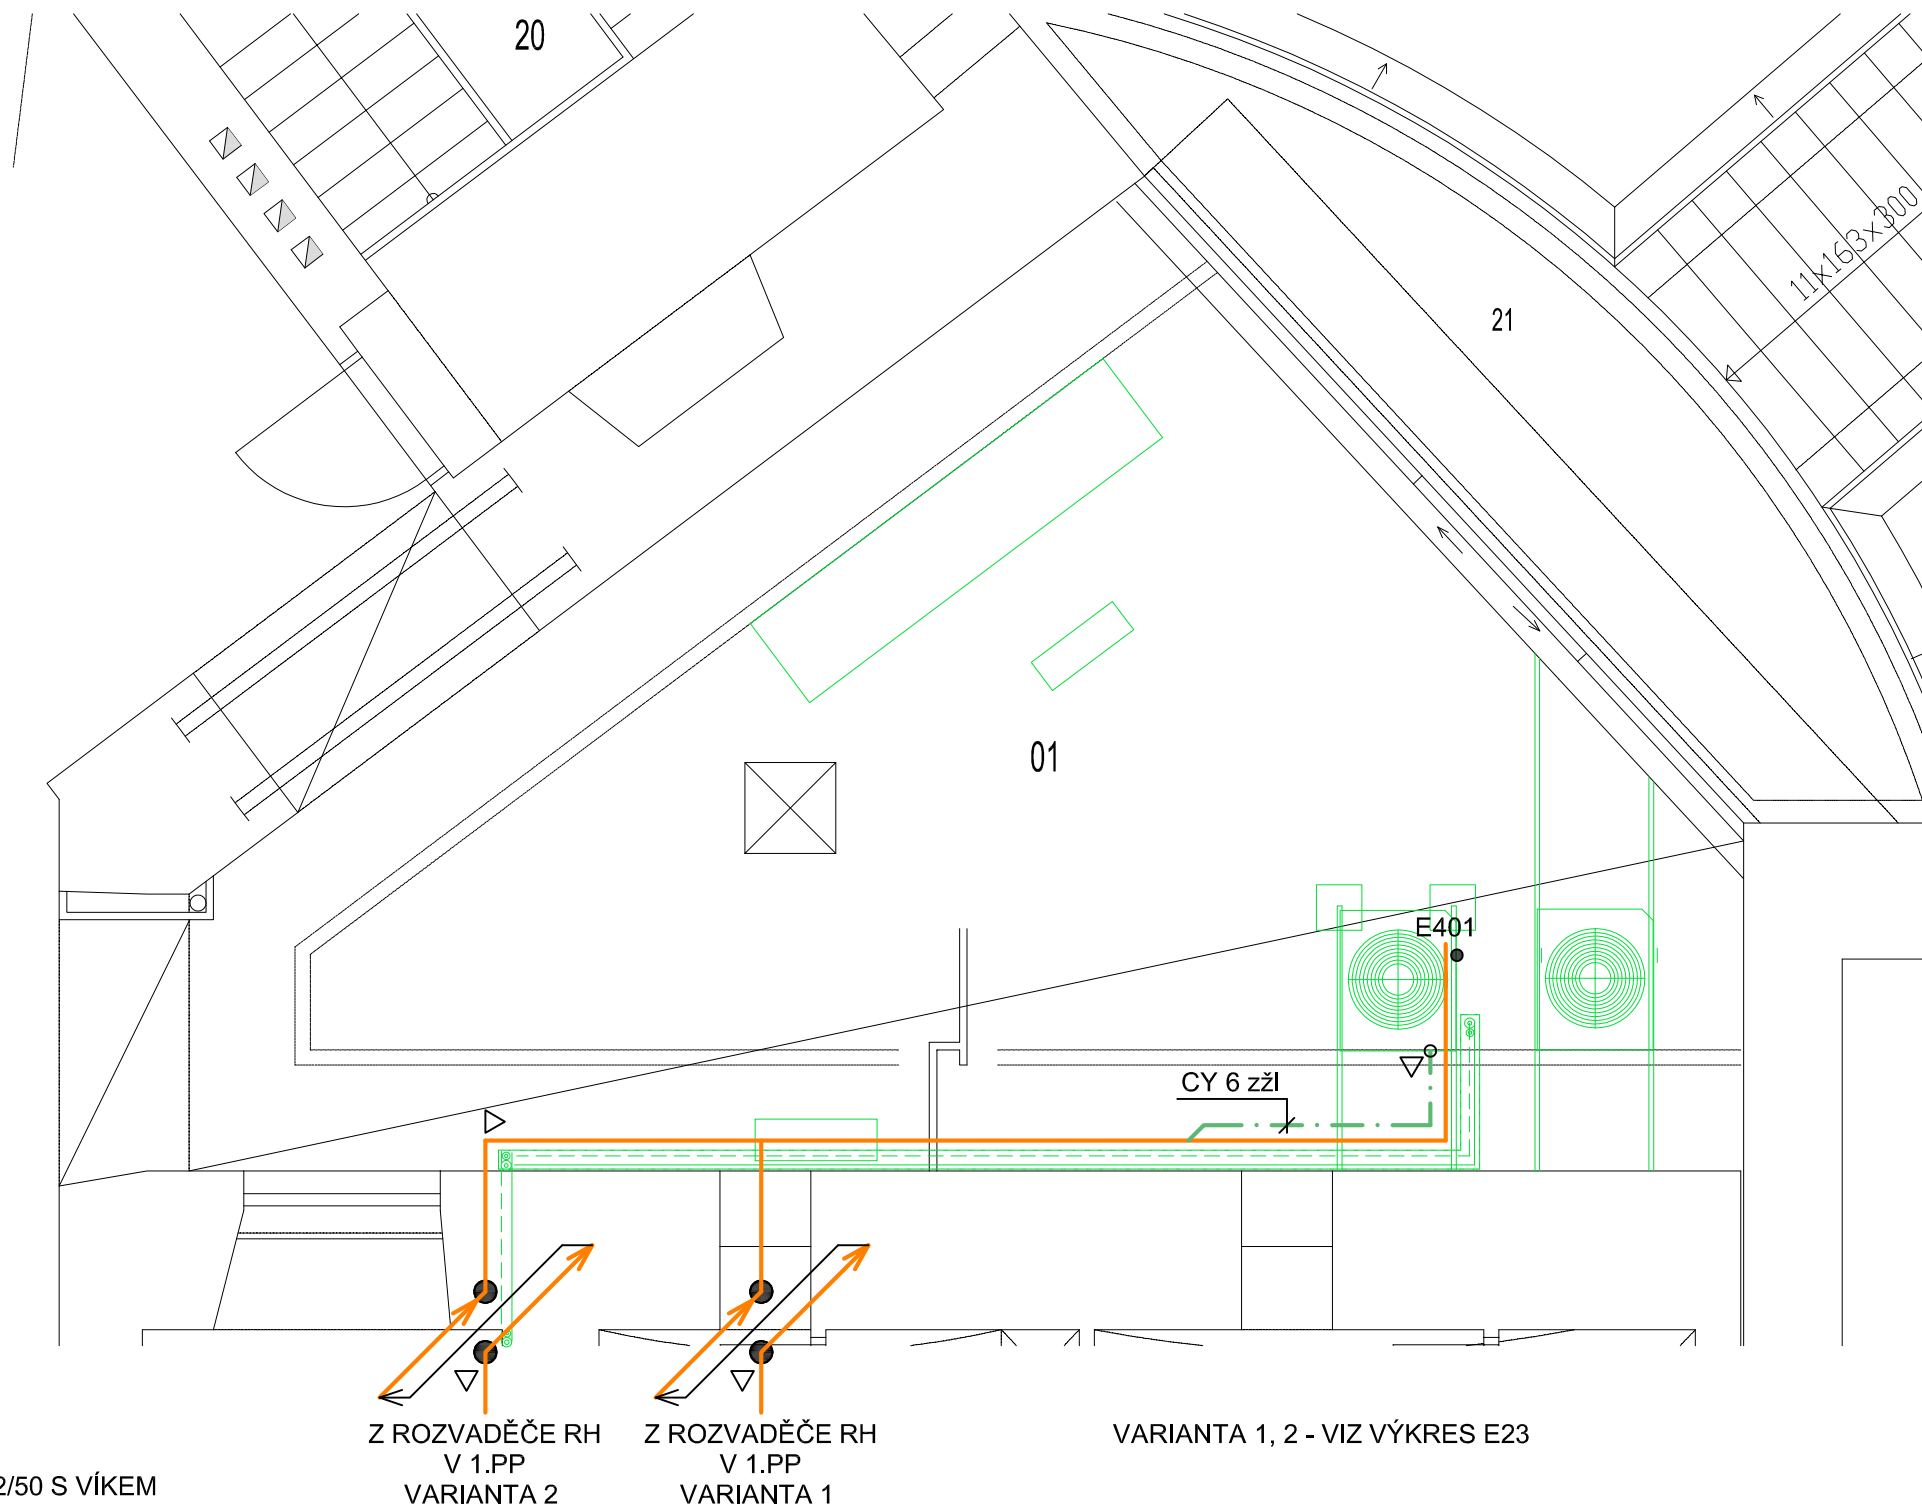 20
11x163x300
21
01
E401
CY 6 zžl
Z ROZVADĚČE RH
V 1.PP
VARIANTA 2
Z ROZVADĚČE RH
V 1.PP
VARIANTA 1
VARIANTA 1, 2 - VIZ VÝKRES E23
2/50 S VÍKEM